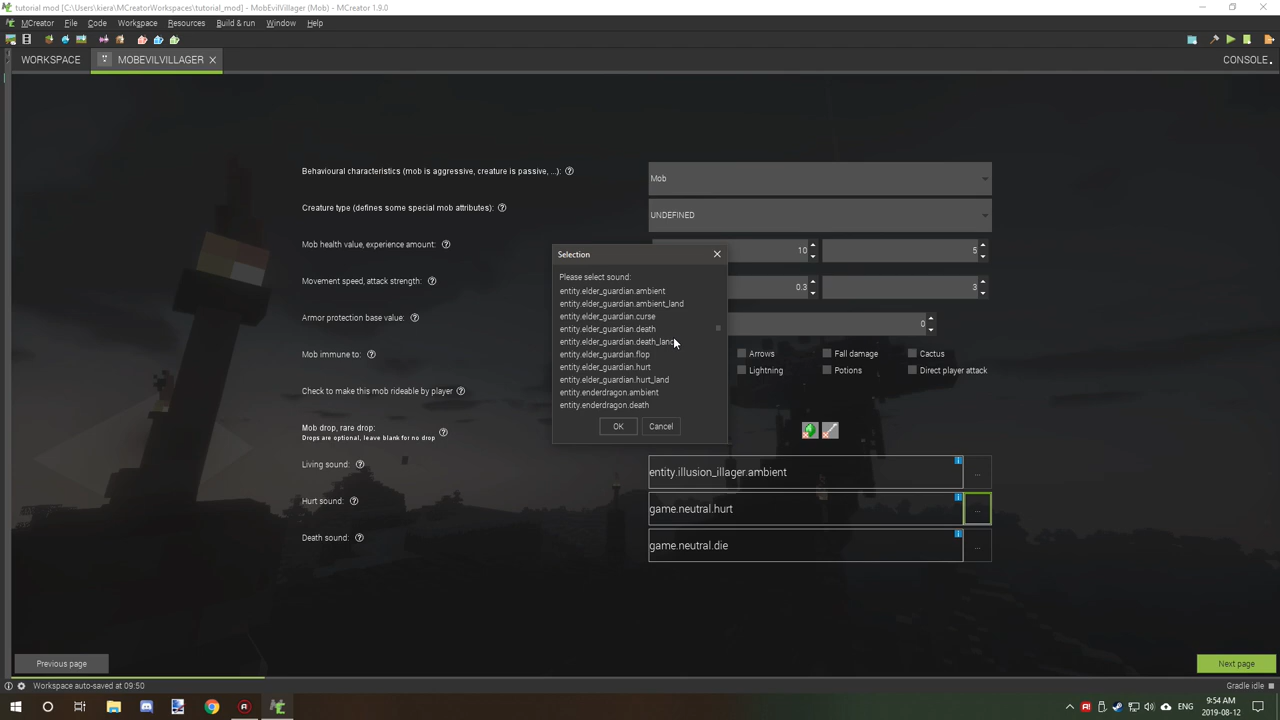 tutorial mod [C:\Users\kiera\MCreatorWorkspaces\tutorial_mod] - MobEvilVillager (Mob) - MCreator 1.9.0
MCreator File Code Workspace Resources Build & run Window Help
WORKSPACE MOBEVILVILLAGER CONSOLE
Behavioural characteristics (mob is aggressive, creature is passive, ...): Mob
Creature type (defines some special mob attributes): UNDEFINED
Mob health value, experience amount: 10 5
Movement speed, attack strength: 0.3 3
Armor protection base value: 0
Mob immune to: Arrows Fall damage Cactus
Lightning Potions Direct player attack
Check to make this mob rideable by player
Mob drop, rare drop:
Drops are optional, leave blank for no drop
Living sound: entity.illusion_illager.ambient ...
Hurt sound: game.neutral.hurt ...
Death sound: game.neutral.die ...
Selection
Please select sound:
entity.elder_guardian.ambient
entity.elder_guardian.ambient_land
entity.elder_guardian.curse
entity.elder_guardian.death
entity.elder_guardian.death_land
entity.elder_guardian.flop
entity.elder_guardian.hurt
entity.elder_guardian.hurt_land
entity.enderdragon.ambient
entity.enderdragon.death
OK Cancel
Previous page Next page
Workspace auto-saved at 09:50 Gradle idle
ENG 9:54 AM
2019-08-12